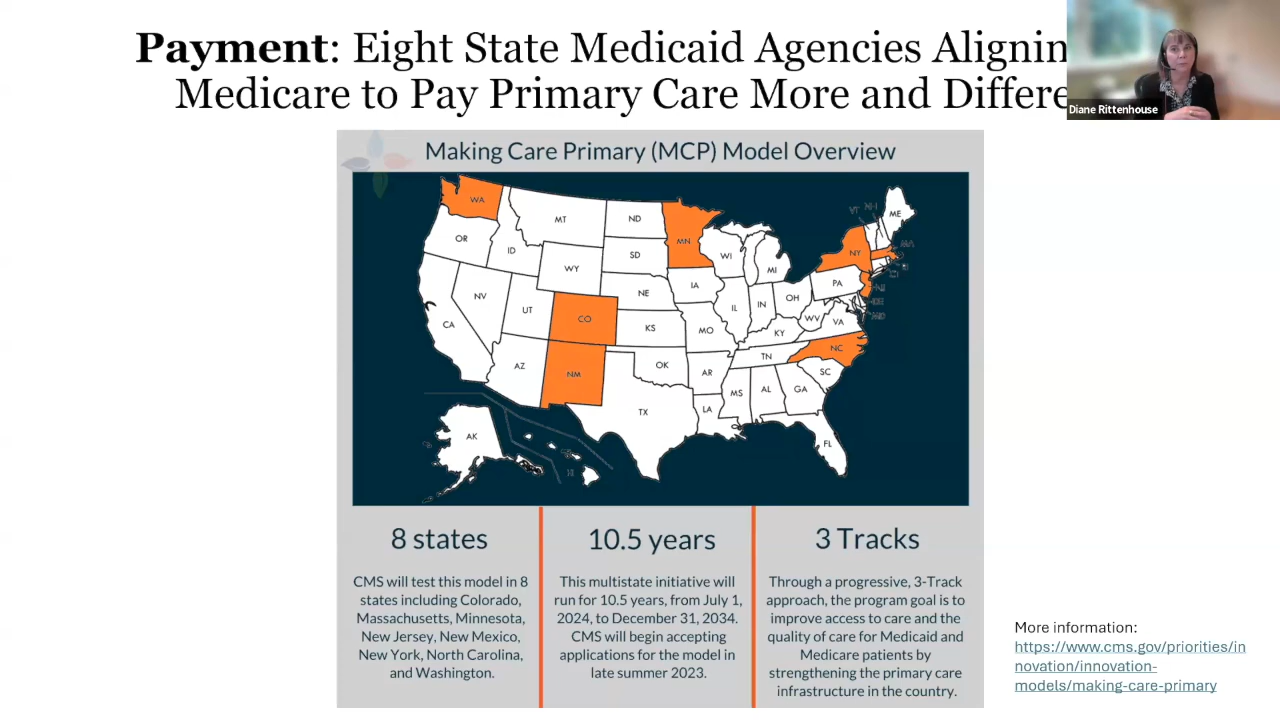 Payment: Eight State Medicaid Agencies Alignin
Medicare to Pay Primary Care More and Differe
Diane Rittenhouse
Making Care Primary (MCP) Model Overview
WA
MT
ND
MN
OR
ID
SD
WI
MI
NY
VT
NH
ME
MA
WY
IA
PA
NJ
DE
MD
NV
UT
CO
NE
IL
IN
OH
WV
VA
CA
KS
MO
KY
NC
AZ
NM
OK
AR
TN
SC
TX
LA
MS
AL
GA
FL
AK
HI
8 states
CMS will test this model in 8
states including Colorado,
Massachusetts, Minnesota,
New Jersey, New Mexico,
New York, North Carolina,
and Washington.
10.5 years
This multistate initiative will
run for 10.5 years, from July 1,
2024, to December 31, 2034.
CMS will begin accepting
applications for the model in
late summer 2023.
3 Tracks
Through a progressive, 3-Track
approach, the program goal is to
improve access to care and the
quality of care for Medicaid and
Medicare patients by
strengthening the primary care
infrastructure in the country.
More information:
https://www.cms.gov/priorities/in
novation/innovation-
models/making-care-primary